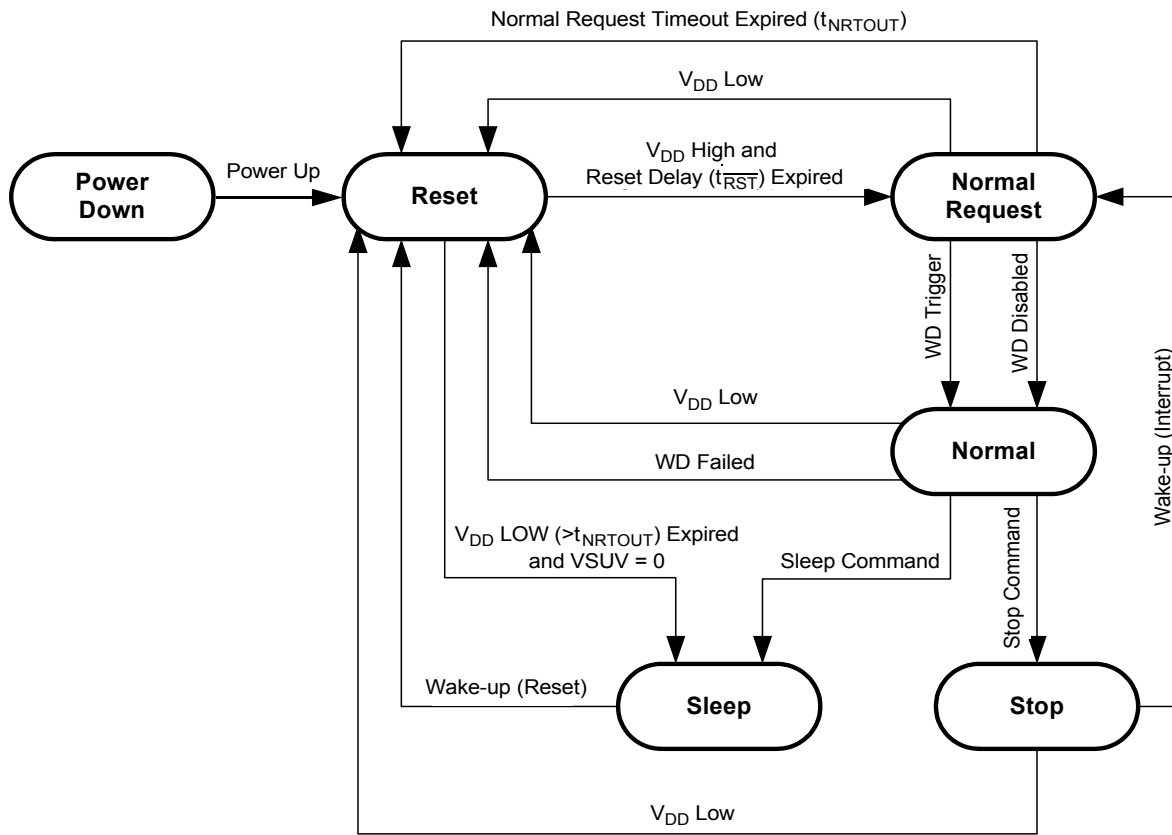 Normal Request Timeout Expired (tNRTOUT)
VDD Low
Power Up
VDD High and
Reset Delay (tRST) Expired
Power
Down
Reset
Normal
Request
WD Trigger
WD Disabled
Wake-up (Interrupt)
VDD Low
Normal
WD Failed
VDD LOW (>tNRTOUT) Expired
and VSUV = 0
Sleep Command
Stop Command
Wake-up (Reset)
Sleep
Stop
VDD Low